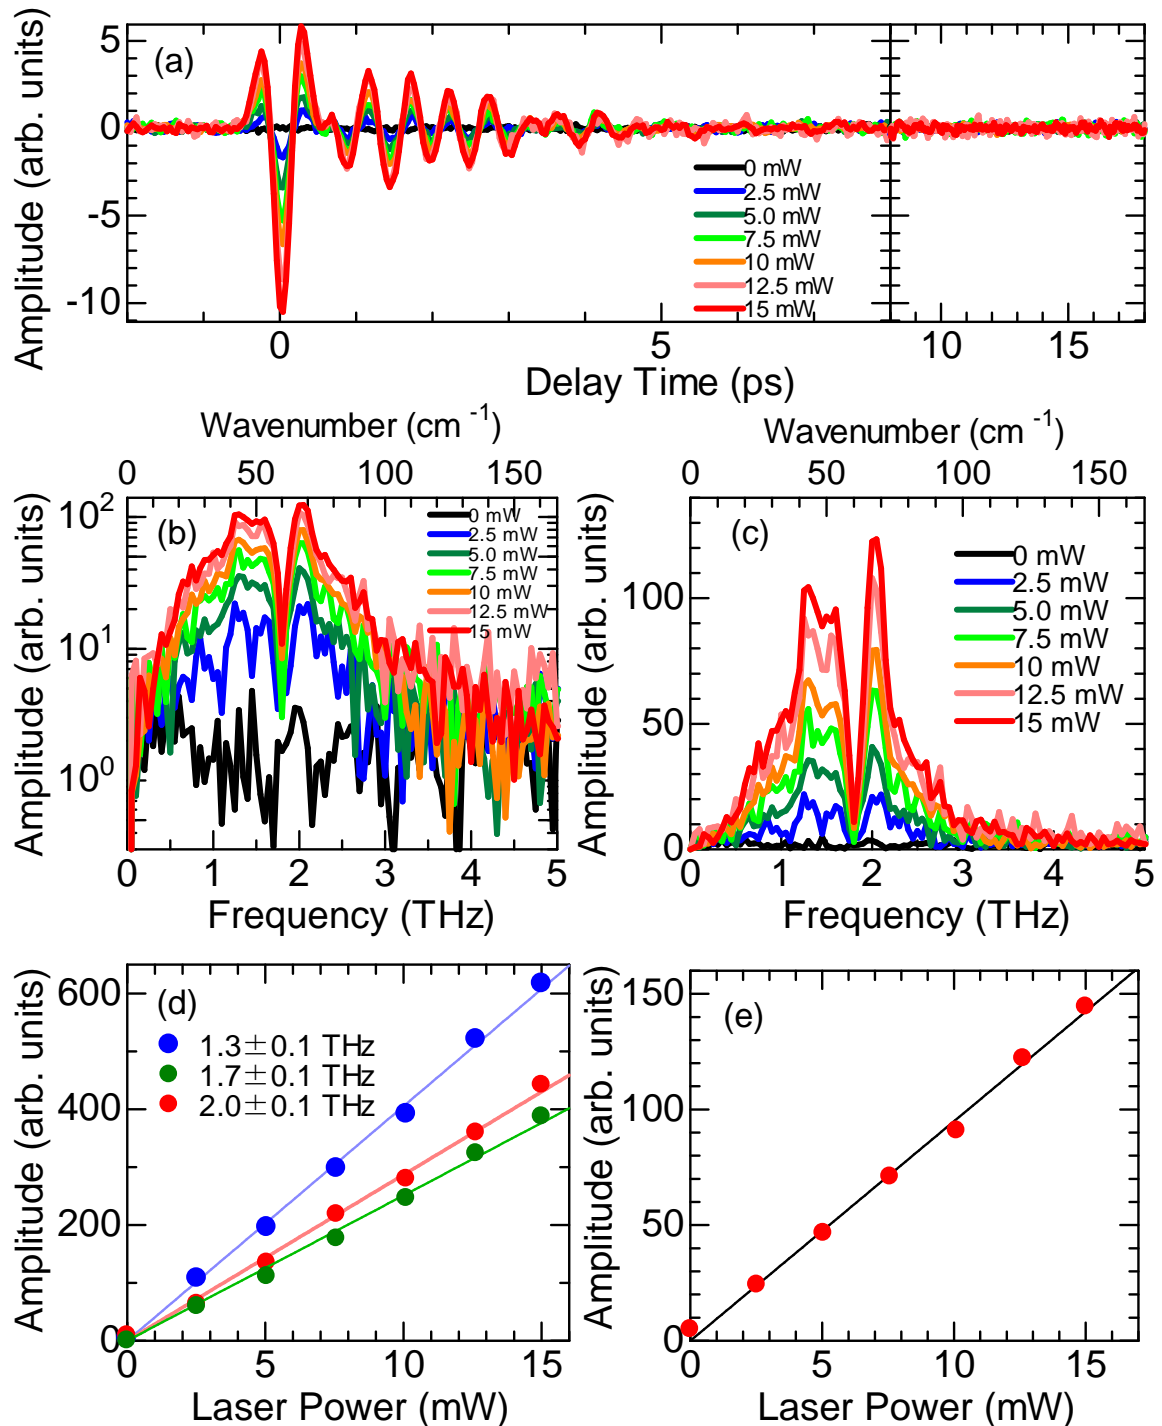 (a)
Amplitude (arb. units)
5
0
-5
-10
0 mW
2.5 mW
5.0 mW
7.5 mW
10 mW
12.5 mW
15 mW
0 5 10 15
Delay Time (ps)
Wavenumber (cm -1)
0 50 100 150
(b)
Amplitude (arb. units)
10 2
10 1
10 0
0 mW
2.5 mW
5.0 mW
7.5 mW
10 mW
12.5 mW
15 mW
0 1 2 3 4 5
Frequency (THz)
Wavenumber (cm -1)
0 50 100 150
(c)
Amplitude (arb. units)
100
50
0
0 mW
2.5 mW
5.0 mW
7.5 mW
10 mW
12.5 mW
15 mW
0 1 2 3 4 5
Frequency (THz)
(d)
Amplitude (arb. units)
600
400
200
0
1.3±0.1 THz
1.7±0.1 THz
2.0±0.1 THz
0 5 10 15
Laser Power (mW)
(e)
Amplitude (arb. units)
150
100
50
0
0 5 10 15
Laser Power (mW)